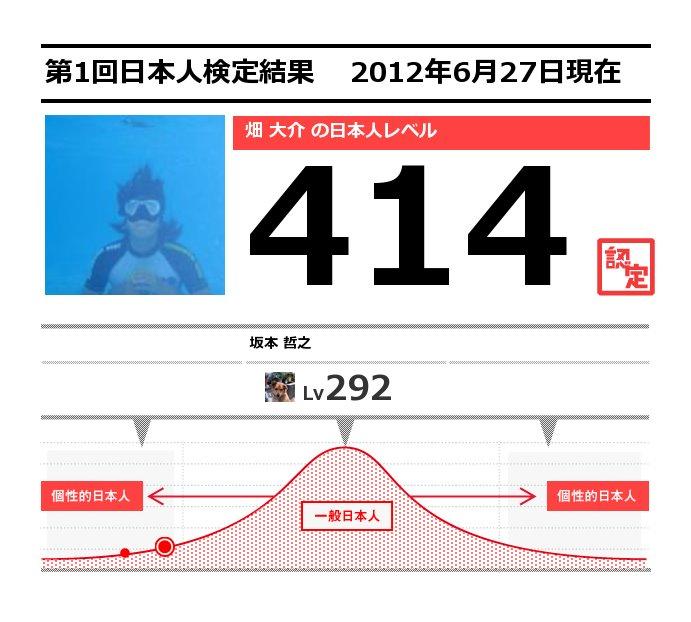 第1回日本人検定結果　2012年6月27日現在
畑 大介 の日本人レベル
414
認定
坂本 哲之
Lv292
個性的日本人
個性的日本人
一般日本人